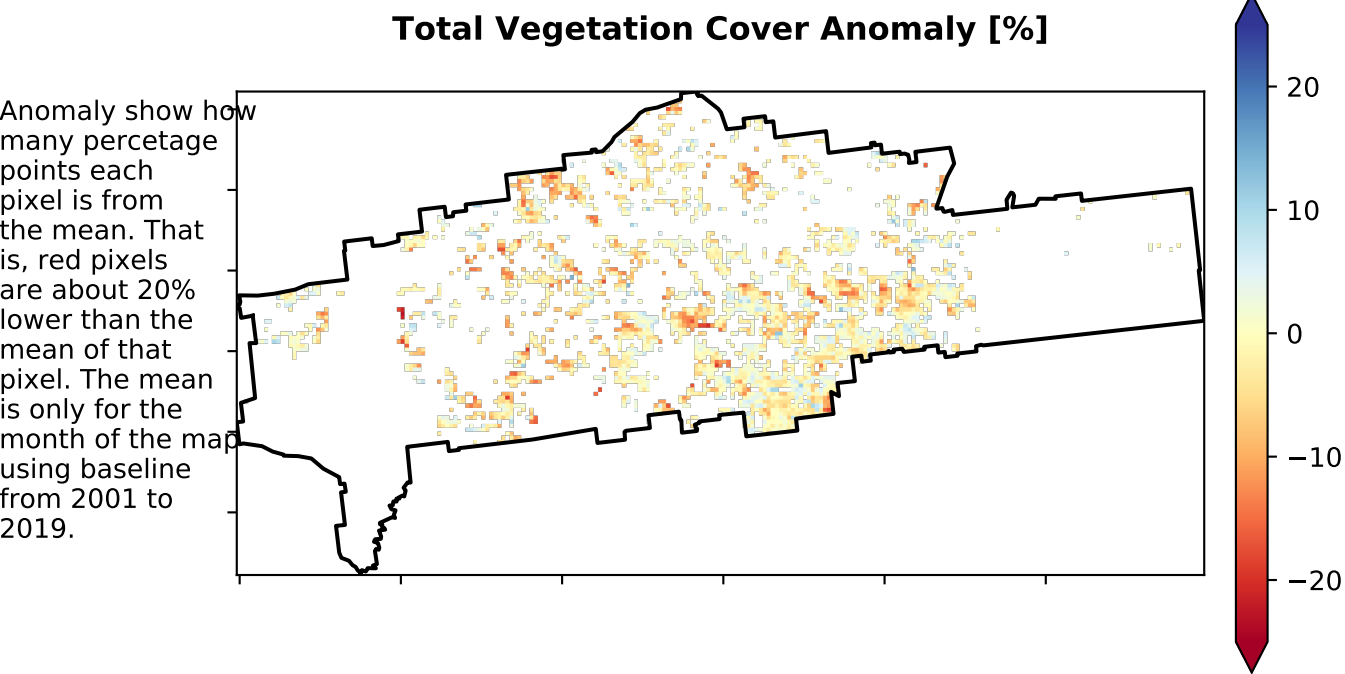 Total Vegetation Cover Anomaly [%]
Anomaly show how
many percetage
points each
pixel is from
the mean. That
is, red pixels
are about 20%
lower than the
mean of that
pixel. The mean
is only for the
month of the map
using baseline
from 2001 to
2019.
20
10
0
−10
−20